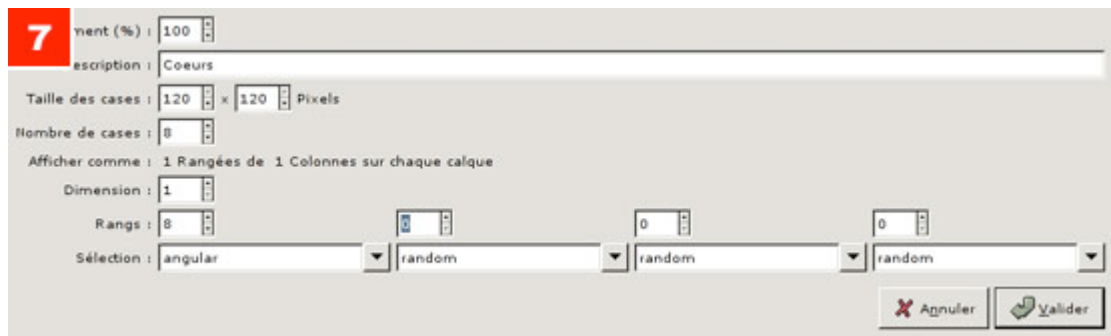 7
ment (%) : 100
escription : Coeurs
Taille des cases : 120 x 120 Pixels
Nombre de cases : 8
Afficher comme : 1 Rangées de 1 Colonnes sur chaque calque
Dimension : 1
Rangs : 8 0 0 0
Sélection : angular random random random
Annuler Valider